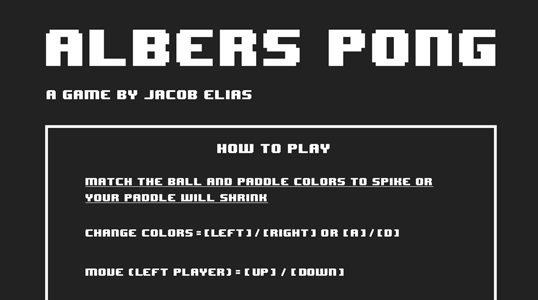 ALBERS PONG
A GAME BY JACOB ELIAS
HOW TO PLAY
MATCH THE BALL AND PADDLE COLORS TO SPIKE OR
YOUR PADDLE WILL SHRINK
CHANGE COLORS = [LEFT] / [RIGHT] OR [A] / [D]
MOVE (LEFT PLAYER) = [UP] / [DOWN]